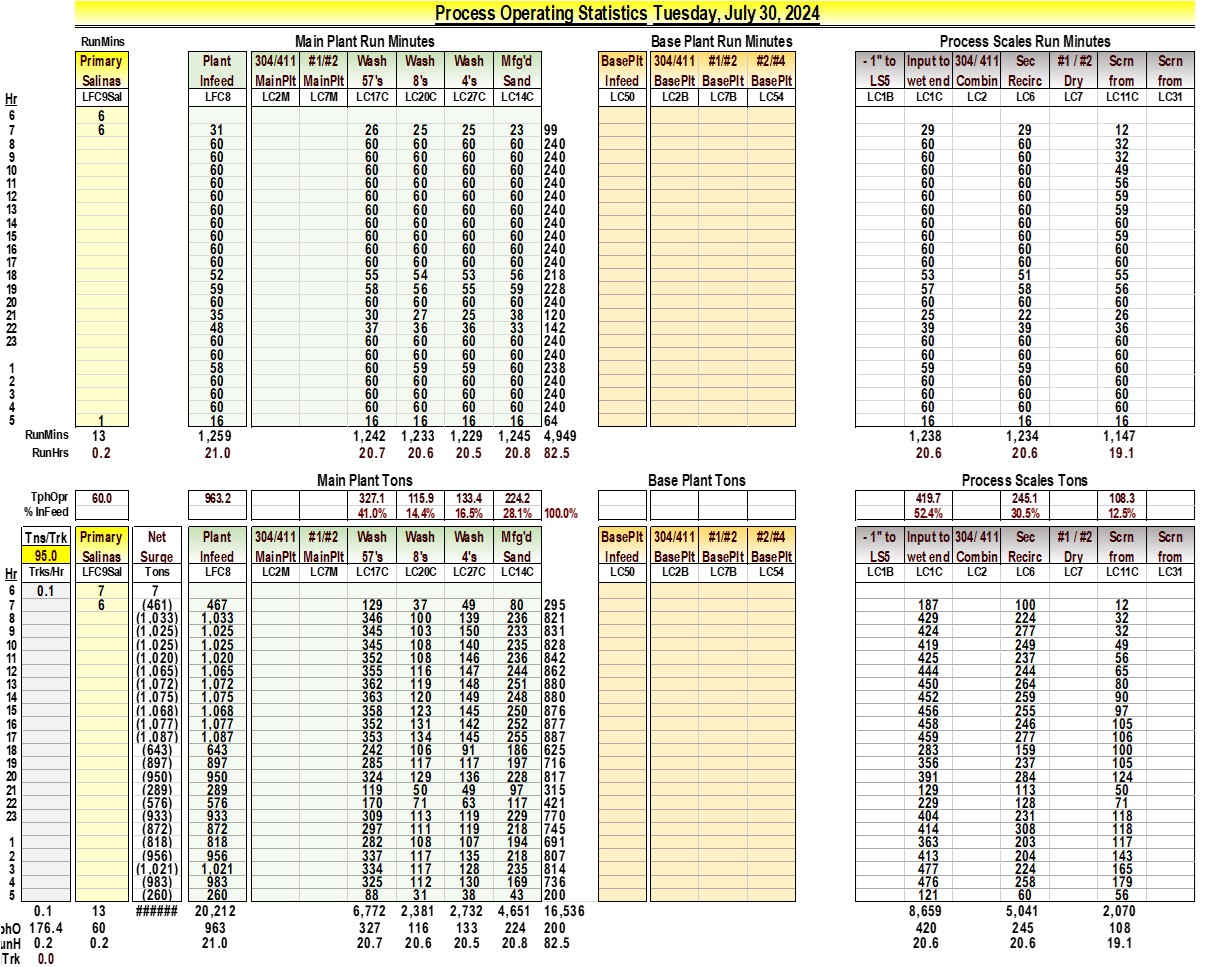 Process Operating Statistics Tuesday, July 30, 2024
RunMins Main Plant Run Minutes Base Plant Run Minutes Process Scales Run Minutes
Primary Plant 304/411 #1/#2 Wash Wash Wash Mfg'd BasePlt 304/411 #1/#2 #2/#4 - 1" to Input to 304/ 411 Sec #1 / #2 Scrn Scrn
Salinas Infeed MainPlt MainPlt 57's 8's 4's Sand Infeed BasePlt BasePlt BasePlt LS5 wet end Combin Recirc Dry from from
Hr LFC9Sal LFC8 LC2M LC7M LC17C LC20C LC27C LC14C LC50 LC2B LC7B LC54 LC1B LC1C LC2 LC6 LC7 LC11C LC31
6 6
7 6 31 26 25 25 23 99 29 29 12
8 60 60 60 60 60 240 60 60 32
9 60 60 60 60 60 240 60 60 32
10 60 60 60 60 60 240 60 60 49
11 60 60 60 60 60 240 60 60 56
12 60 60 60 60 60 240 60 60 59
13 60 60 60 60 60 240 60 60 59
14 60 60 60 60 60 240 60 60 60
15 60 60 60 60 60 240 60 60 59
16 60 60 60 60 60 240 60 60 60
17 60 60 60 60 60 240 60 60 60
18 52 55 54 53 56 218 53 51 55
19 59 58 56 55 59 228 57 58 56
20 60 60 60 60 60 240 60 60 60
21 35 30 27 25 38 120 25 22 26
22 48 37 36 36 33 142 39 39 36
23 60 60 60 60 60 240 60 60 60
60 60 60 60 60 240 60 60 60
1 58 60 59 59 60 238 59 59 60
2 60 60 60 60 60 240 60 60 60
3 60 60 60 60 60 240 60 60 60
4 60 60 60 60 60 240 60 60 60
5 1 16 16 16 16 16 64 16 16 16
RunMins 13 1,259 1,242 1,233 1,229 1,245 4,949 1,238 1,234 1,147
RunHrs 0.2 21.0 20.7 20.6 20.5 20.8 82.5 20.6 20.6 19.1
Main Plant Tons Base Plant Tons Process Scales Tons
TphOpr 60.0 963.2 327.1 115.9 133.4 224.2 419.7 245.1 108.3
% InFeed 41.0% 14.4% 16.5% 28.1% 100.0% 52.4% 30.5% 12.5%
Tns/Trk Primary Net Plant 304/411 #1/#2 Wash Wash Wash Mfg'd BasePlt 304/411 #1/#2 #2/#4 - 1" to Input to 304/ 411 Sec #1 / #2 Scrn Scrn
95.0 Salinas Surge Infeed MainPlt MainPlt 57's 8's 4's Sand Infeed BasePlt BasePlt BasePlt LS5 wet end Combin Recirc Dry from from
Hr Trks/Hr LFC9Sal Tons LFC8 LC2M LC7M LC17C LC20C LC27C LC14C LC50 LC2B LC7B LC54 LC1B LC1C LC2 LC6 LC7 LC11C LC31
6 0.1 7 7
7 6 (461) 467 129 37 49 80 295 187 100 12
8 (1,033) 1,033 346 100 139 236 821 429 224 32
9 (1,025) 1,025 345 103 150 233 831 424 277 32
10 (1,025) 1,025 345 108 140 235 828 419 249 49
11 (1,020) 1,020 352 108 146 236 842 425 237 56
12 (1,065) 1,065 355 116 147 244 862 444 244 65
13 (1,072) 1,072 362 119 148 251 880 450 264 80
14 (1,075) 1,075 363 120 149 248 880 452 259 90
15 (1,068) 1,068 358 123 145 250 876 456 255 97
16 (1,077) 1,077 352 131 142 252 877 458 246 105
17 (1,087) 1,087 353 134 145 255 887 459 277 106
18 (643) 643 242 106 91 186 625 283 159 100
19 (897) 897 285 117 117 197 716 356 237 105
20 (950) 950 324 129 136 228 817 391 284 124
21 (289) 289 119 50 49 97 315 129 113 50
22 (576) 576 170 71 63 117 421 229 128 71
23 (933) 933 309 113 119 229 770 404 231 118
(872) 872 297 111 119 218 745 414 308 118
1 (818) 818 282 108 107 194 691 363 203 117
2 (956) 956 337 117 135 218 807 413 204 143
3 (1,021) 1,021 334 117 128 235 814 477 224 165
4 (983) 983 325 112 130 169 736 476 258 179
5 (260) 260 88 31 38 43 200 121 60 56
0.1 13 ###### 20,212 6,772 2,381 2,732 4,651 16,536 8,659 5,041 2,070
phO 176.4 60 963 327 116 133 224 200 420 245 108
unH 0.2 0.2 21.0 20.7 20.6 20.5 20.8 82.5 20.6 20.6 19.1
Trk 0.0